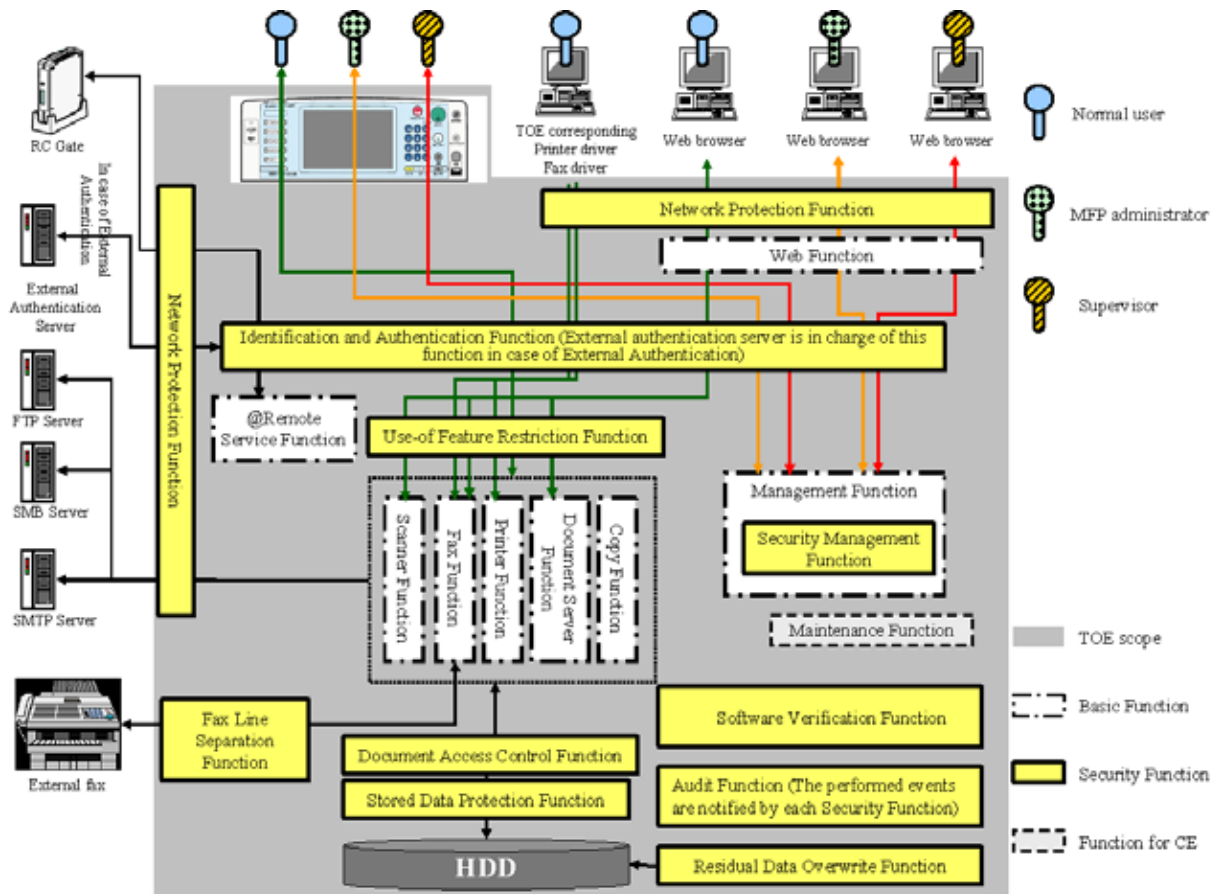 RC Gate
In case of External
Authentication
External
Authentication
Server
FTP Server
SMB Server
SMTP Server
External fax
TOE corresponding
Printer driver
Fax driver
Web browser
Web browser
Web browser
Network Protection Function
Web Function
Network Protection Function
Identification and Authentication Function (External authentication server is in charge of this
function in case of External Authentication)
@Remote
Service Function
Use-of Feature Restriction Function
Scanner Function
Fax Function
Printer Function
Document Server
Function
Copy Function
Management Function
Security Management
Function
Maintenance Function
Fax Line
Separation
Function
Document Access Control Function
Stored Data Protection Function
HDD
Software Verification Function
Audit Function (The performed events
are notified by each Security Function)
Residual Data Overwrite Function
Normal user
MFP administrator
Supervisor
TOE scope
Basic Function
Security Function
Function for CE